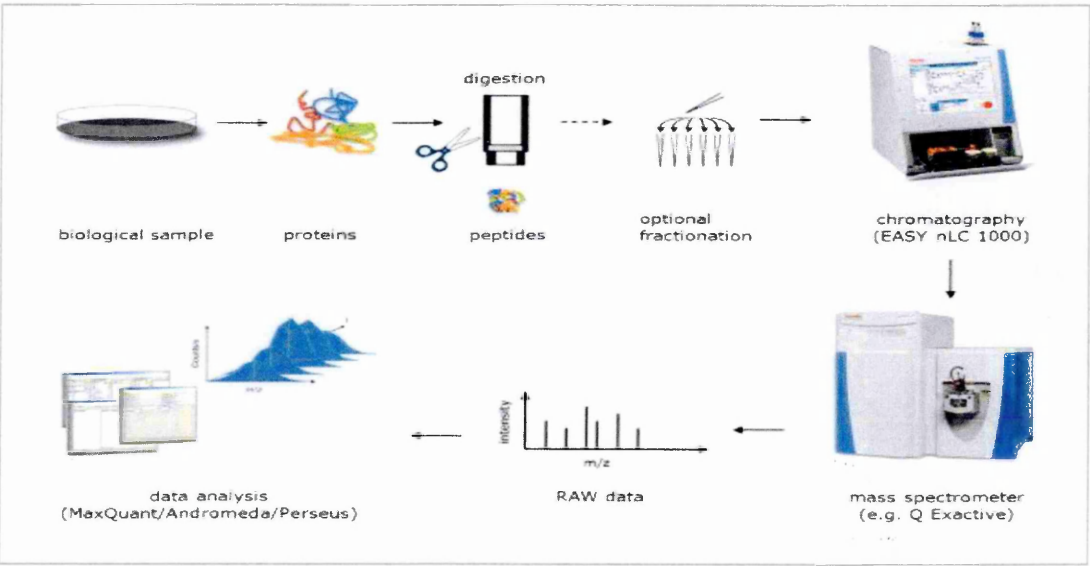 digestion
biological sample
proteins
peptides
optional
fractionation
chromatography
(EASY nLC 1000)
Counts
m/z
intensity
m/z
data analysis
(MaxQuant/Andromeda/Perseus)
RAW data
mass spectrometer
(e.g. Q Exactive)